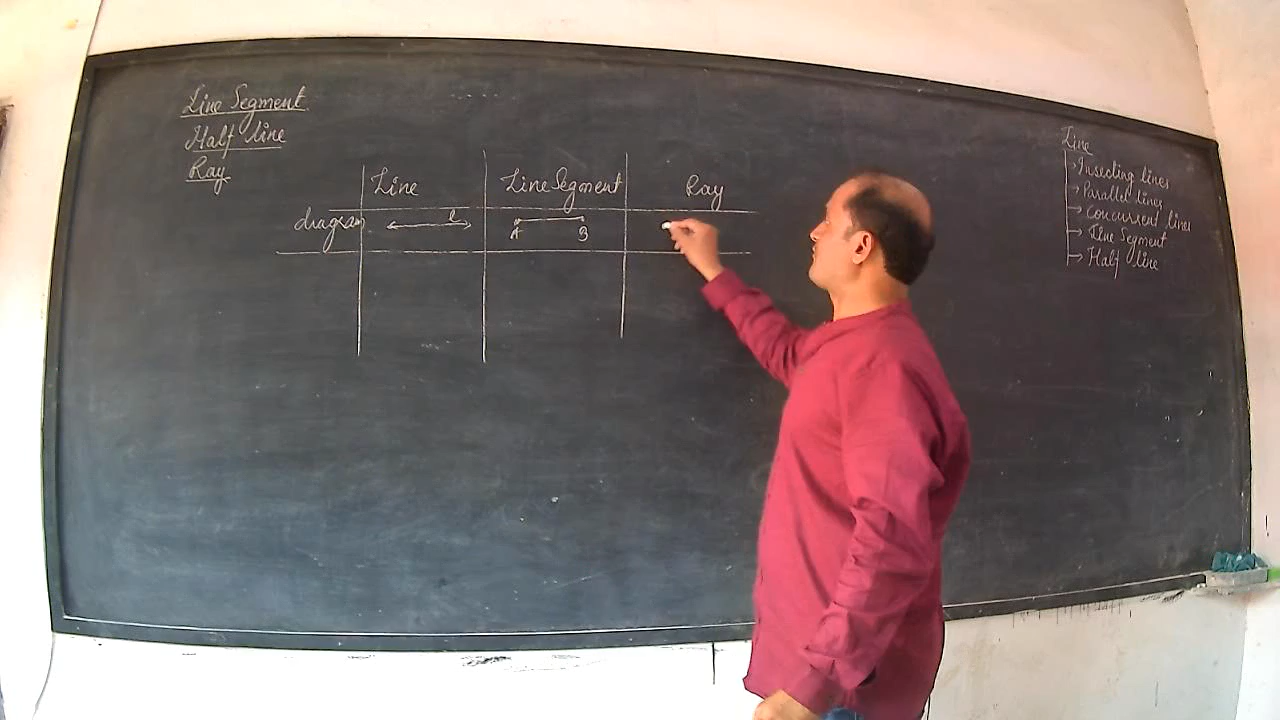 Line Segment
Half line
Ray
Line Line Segment Ray
diagram l A B
Line
Insecting lines
Parallel lines
Concurrent lines
Line Segment
Half line